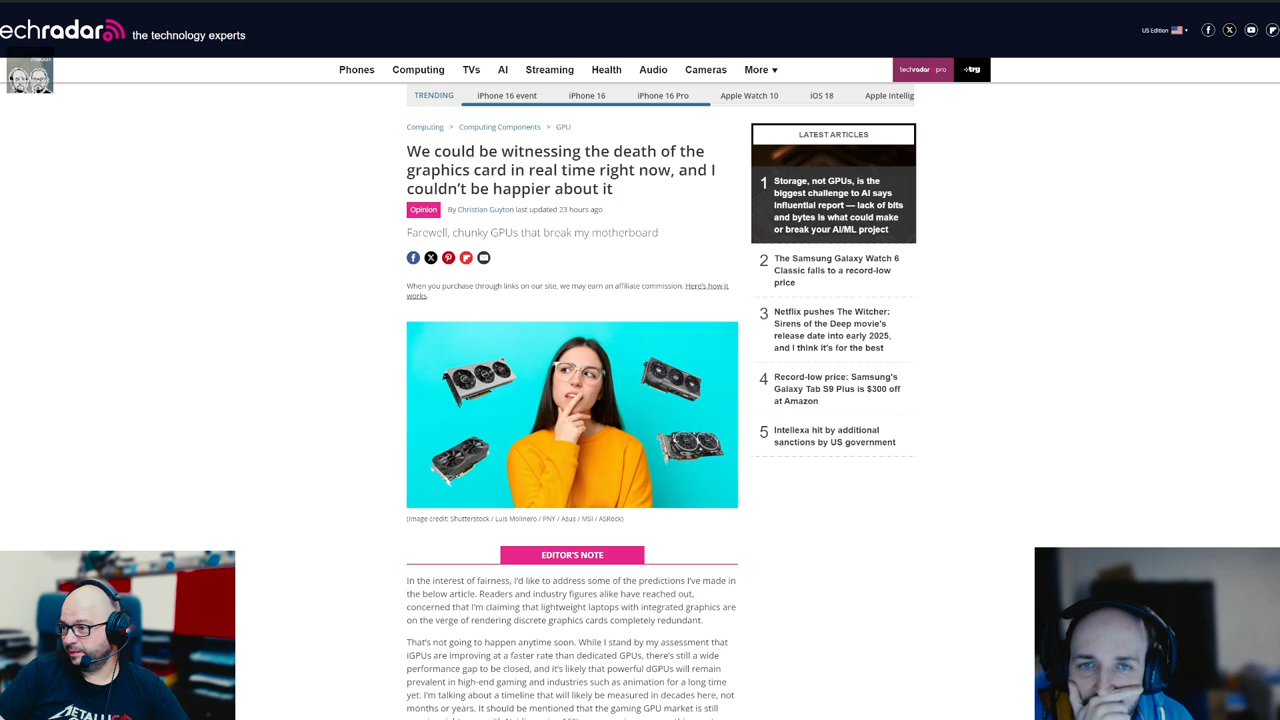 techradar the technology experts
US Edition
Phones Computing TVs AI Streaming Health Audio Cameras More
techradar pro +trg
TRENDING iPhone 16 event iPhone 16 iPhone 16 Pro Apple Watch 10 iOS 18 Apple Intellig
Computing > Computing Components > GPU
We could be witnessing the death of the
graphics card in real time right now, and I
couldn't be happier about it
Opinion By Christian Guyton last updated 23 hours ago
Farewell, chunky GPUs that break my motherboard
When you purchase through links on our site, we may earn an affiliate commission. Here's how it
works.
(Image credit: Shutterstock / Luis Molinero / PNY / Asus / MSI / ASRock)
EDITOR'S NOTE
In the interest of fairness, I'd like to address some of the predictions I've made in
the below article. Readers and industry figures alike have reached out,
concerned that I'm claiming that lightweight laptops with integrated graphics are
on the verge of rendering discrete graphics cards completely redundant.
That's not going to happen anytime soon. While I stand by my assessment that
iGPUs are improving at a faster rate than dedicated GPUs, there's still a wide
performance gap to be closed, and it's likely that powerful dGPUs will remain
prevalent in high-end gaming and industries such as animation for a long time
yet. I'm talking about a timeline that will likely be measured in decades here, not
months or years. It should be mentioned that the gaming GPU market is still
LATEST ARTICLES
1 Storage, not GPUs, is the
biggest challenge to AI says
influential report — lack of bits
and bytes is what could make
or break your AI/ML project
2 The Samsung Galaxy Watch 6
Classic falls to a record-low
price
3 Netflix pushes The Witcher:
Sirens of the Deep movie's
release date into early 2025,
and I think it's for the best
4 Record-low price: Samsung's
Galaxy Tab S9 Plus is $300 off
at Amazon
5 Intellexa hit by additional
sanctions by US government
METALLICA